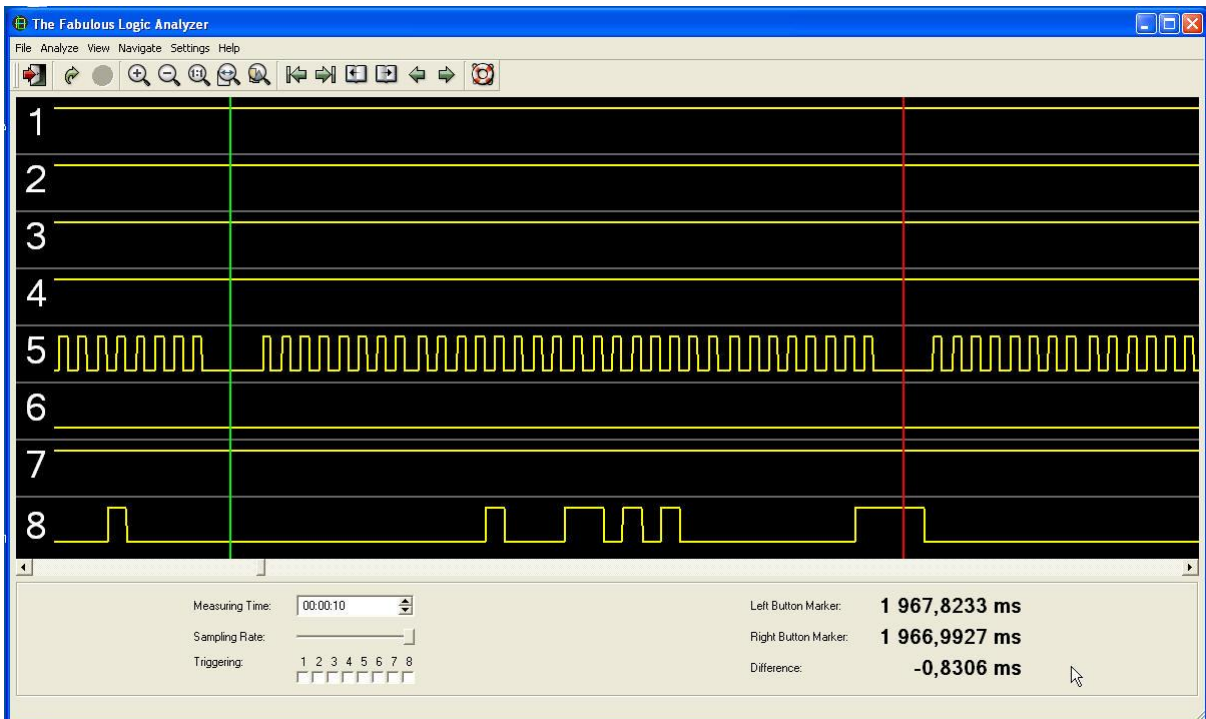 The Fabulous Logic Analyzer
File Analyze View Navigate Settings Help
1:1
1
2
3
4
5
6
7
8
Measuring Time: 00:00:10 Left Button Marker: 1 967,8233 ms
Sampling Rate: Right Button Marker: 1 966,9927 ms
Triggering: 1 2 3 4 5 6 7 8 Difference: -0,8306 ms